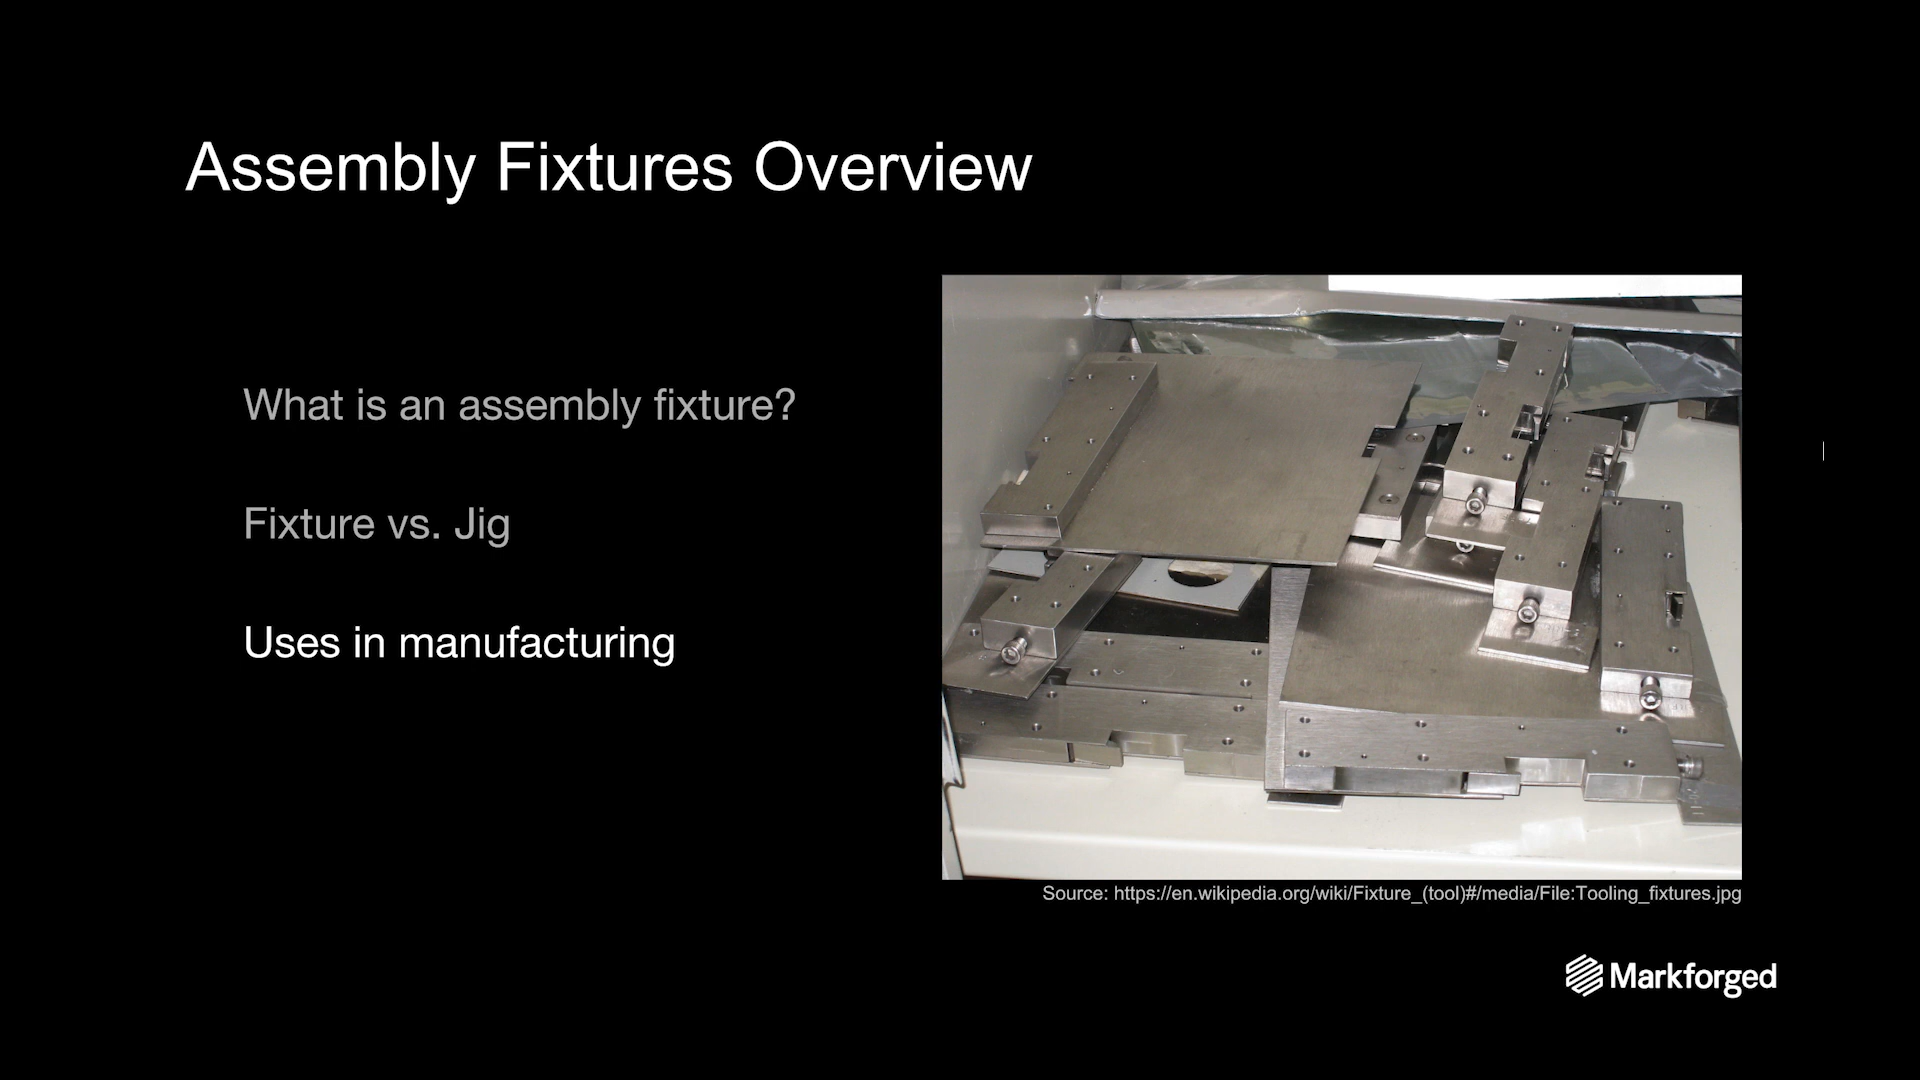 Assembly Fixtures Overview
What is an assembly fixture?
Fixture vs. Jig
Uses in manufacturing
Source: https://en.wikipedia.org/wiki/Fixture_(tool)#/media/File:Tooling_fixtures.jpg
Markforged